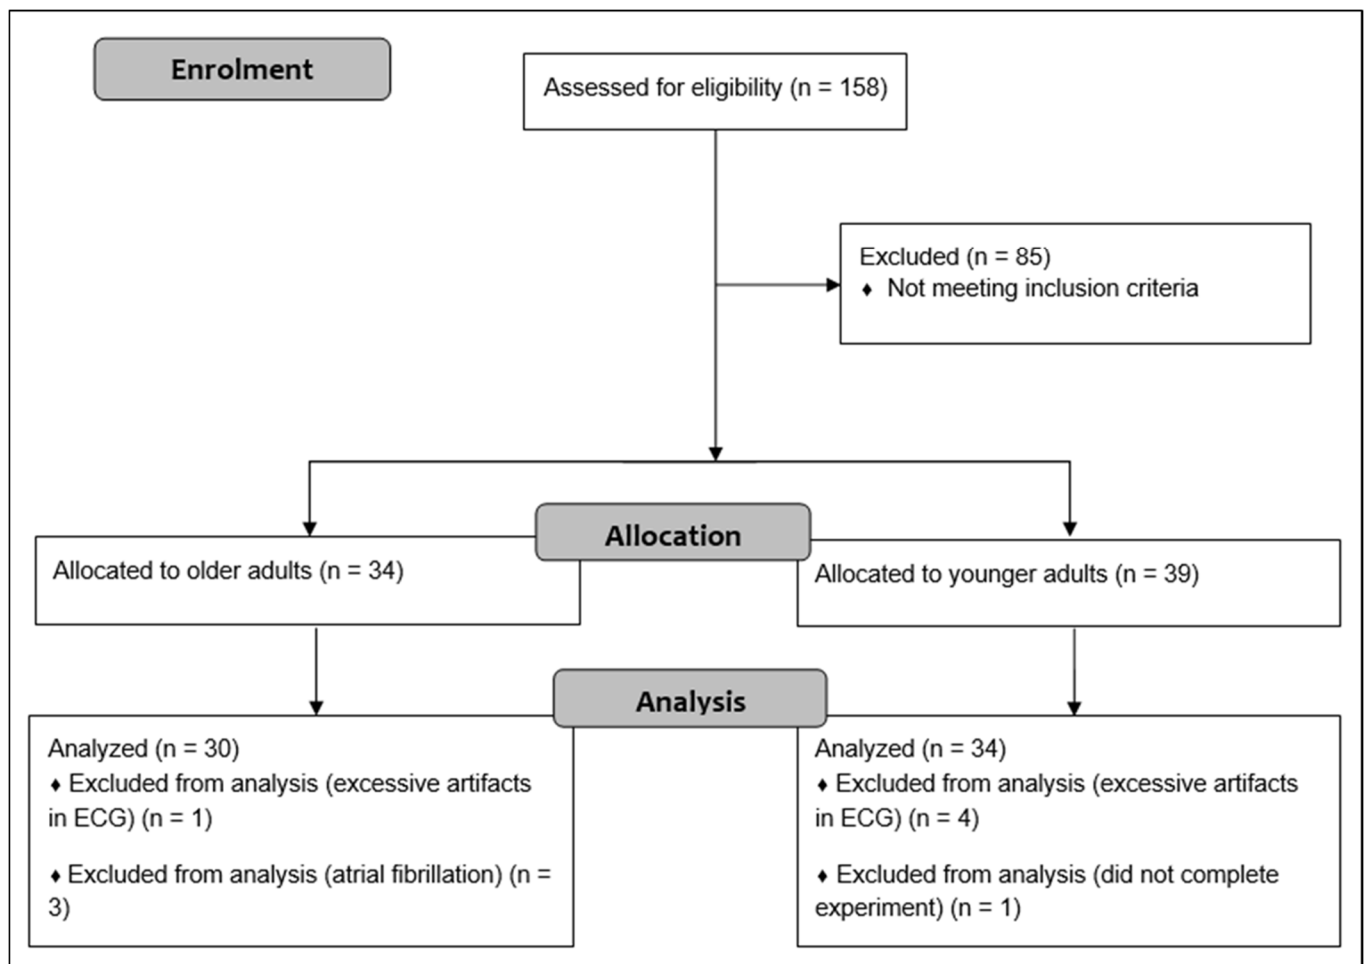 Enrolment
Assessed for eligibility (n = 158)
Excluded (n = 85)
♦ Not meeting inclusion criteria
Allocation
Allocated to older adults (n = 34)
Allocated to younger adults (n = 39)
Analysis
Analyzed (n = 30)
♦ Excluded from analysis (excessive artifacts
in ECG) (n = 1)
♦ Excluded from analysis (atrial fibrillation) (n =
3)
Analyzed (n = 34)
♦ Excluded from analysis (excessive artifacts
in ECG) (n = 4)
♦ Excluded from analysis (did not complete
experiment) (n = 1)